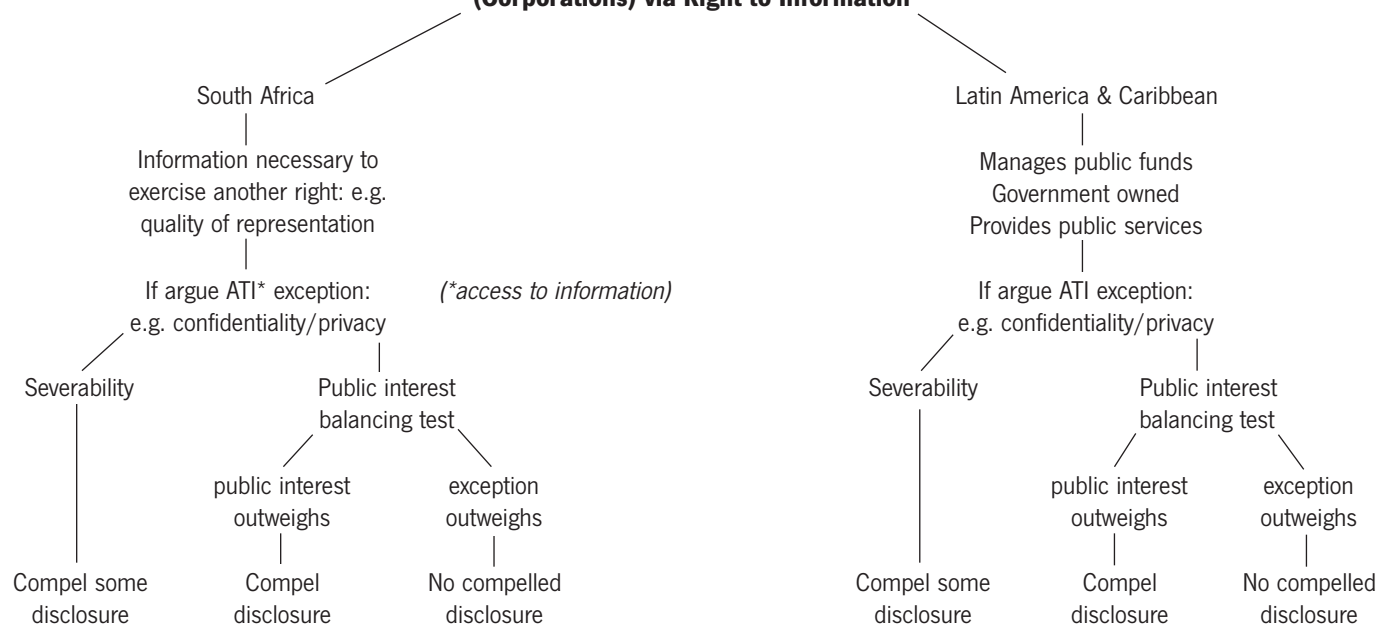 (Corporations) via Right to Information
South Africa
Information necessary to
exercise another right: e.g.
quality of representation
If argue ATI* exception:
e.g. confidentiality/privacy
(*access to information)
Severability
Public interest
balancing test
public interest
outweighs
exception
outweighs
Compel some
disclosure
Compel
disclosure
No compelled
disclosure
Latin America & Caribbean
Manages public funds
Government owned
Provides public services
If argue ATI exception:
e.g. confidentiality/privacy
Severability
Public interest
balancing test
public interest
outweighs
exception
outweighs
Compel some
disclosure
Compel
disclosure
No compelled
disclosure